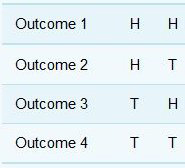 Outcome 1 H H
Outcome 2 H T
Outcome 3 T H
Outcome 4 T T